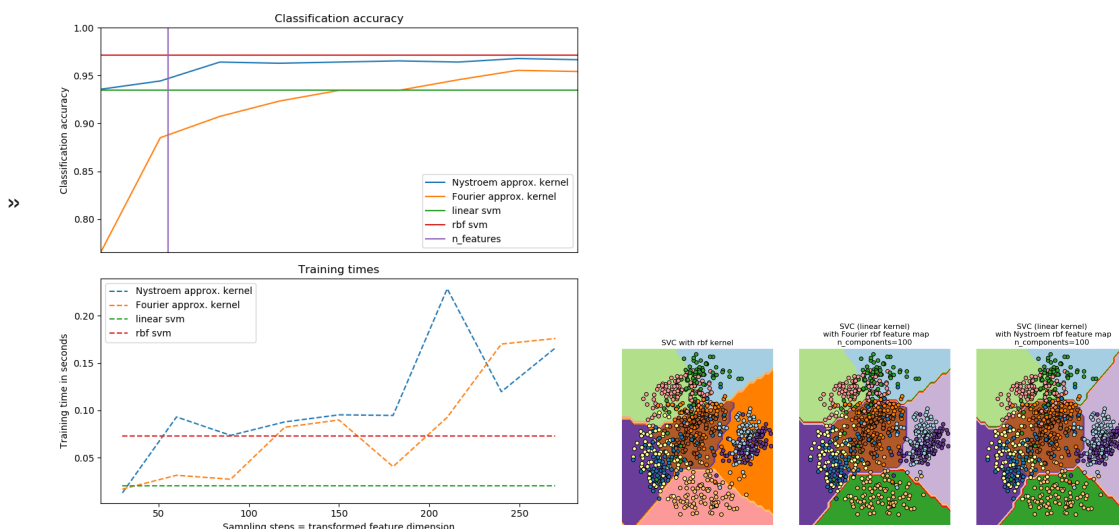 »
Classification accuracy
Classification accuracy
1.00
0.95
0.90
0.85
0.80
Nystroem approx. kernel
Fourier approx. kernel
linear svm
rbf svm
n_features
Training times
Training time in seconds
0.20
0.15
0.10
0.05
Nystroem approx. kernel
Fourier approx. kernel
linear svm
rbf svm
50
100
150
200
250
Sampling steps = transformed feature dimension
SVC with rbf kernel
SVC (linear kernel)
with Fourier rbf feature map
n_components=100
SVC (linear kernel)
with Nystroem rbf feature map
n_components=100